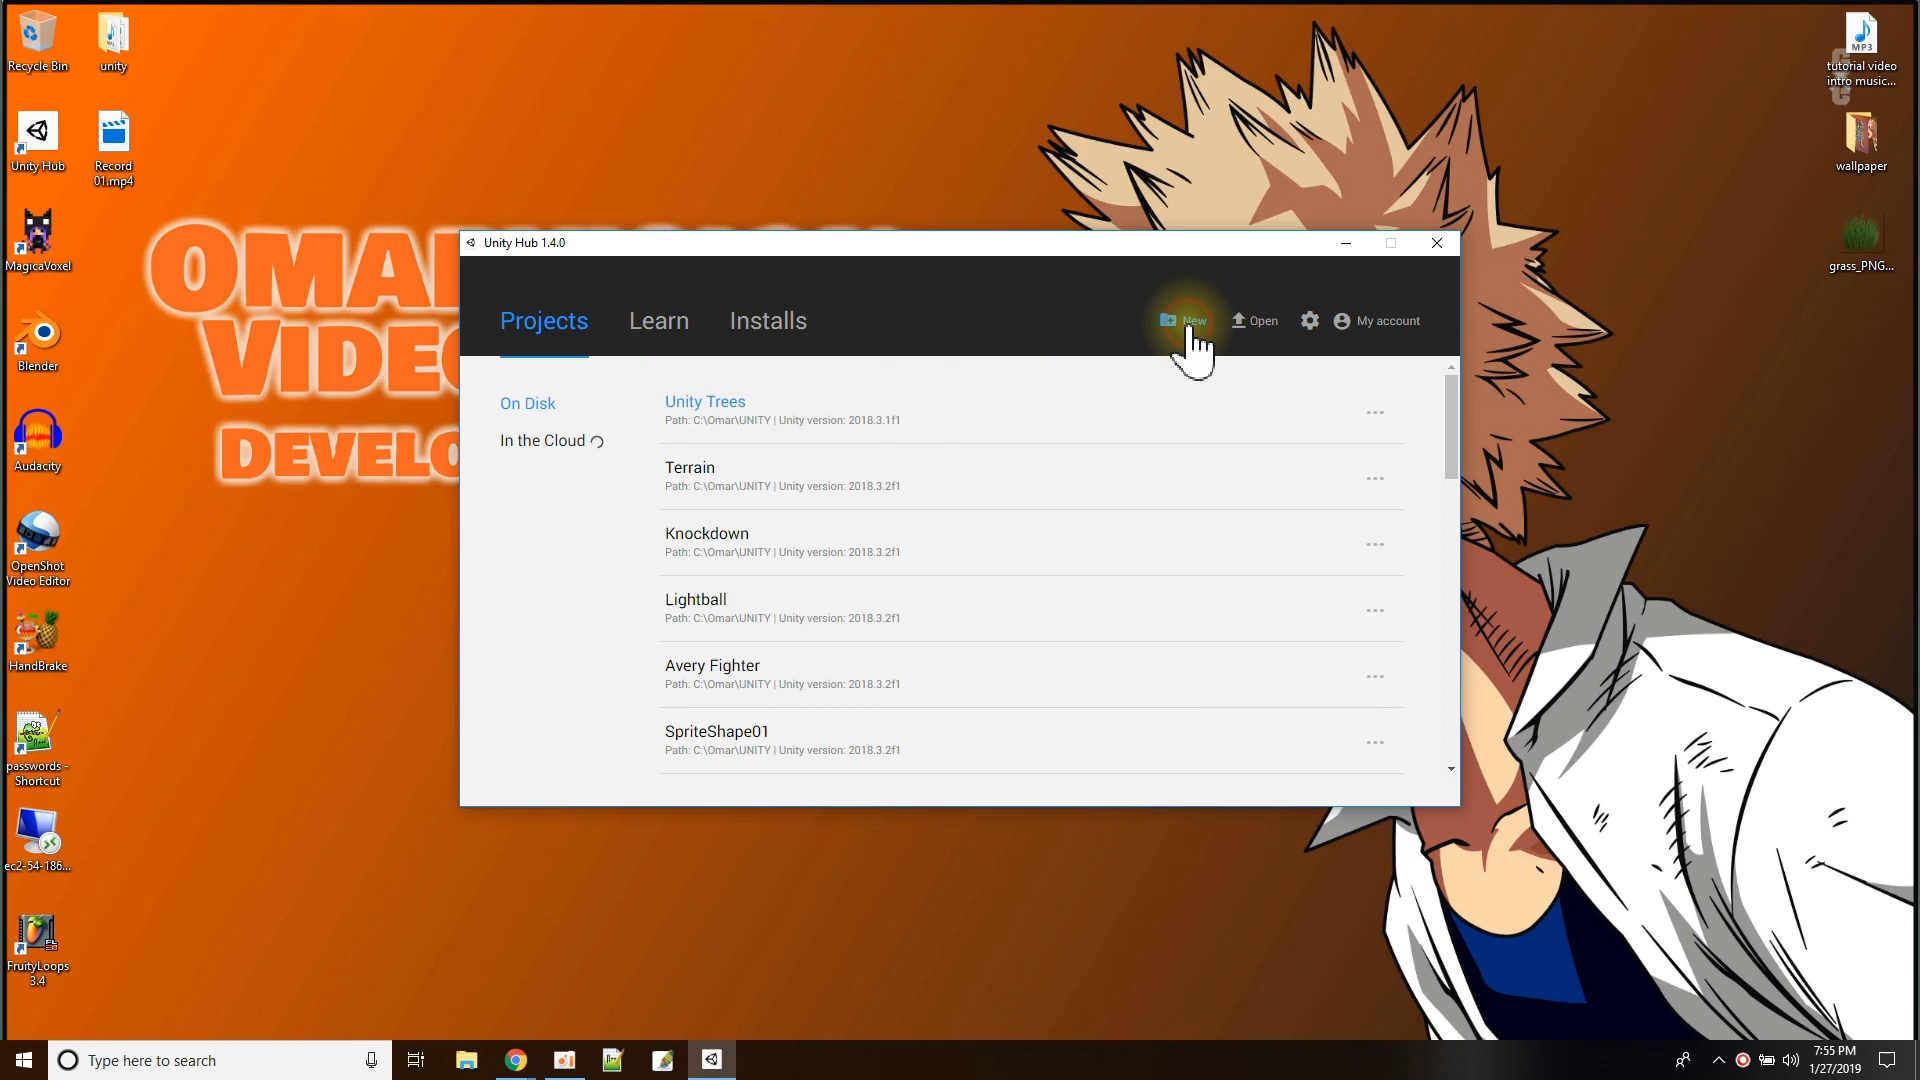 Recycle Bin
unity
tutorial video
intro music...
MP3
Unity Hub
Record
01.mp4
wallpaper
MagicaVoxel
grass_PNG...
Blender
Audacity
OpenShot
Video Editor
HandBrake
passwords -
Shortcut
ec2-54-186...
FruityLoops
3.4
OMA
VIDE
DEVELO
Unity Hub 1.4.0
Projects
Learn
Installs
New
Open
My account
On Disk
In the Cloud
Unity Trees
Path: C:\Omar\UNITY | Unity version: 2018.3.1f1
Terrain
Path: C:\Omar\UNITY | Unity version: 2018.3.2f1
Knockdown
Path: C:\Omar\UNITY | Unity version: 2018.3.2f1
Lightball
Path: C:\Omar\UNITY | Unity version: 2018.3.2f1
Avery Fighter
Path: C:\Omar\UNITY | Unity version: 2018.3.2f1
SpriteShape01
Path: C:\Omar\UNITY | Unity version: 2018.3.2f1
Type here to search
7:55 PM
1/27/2019